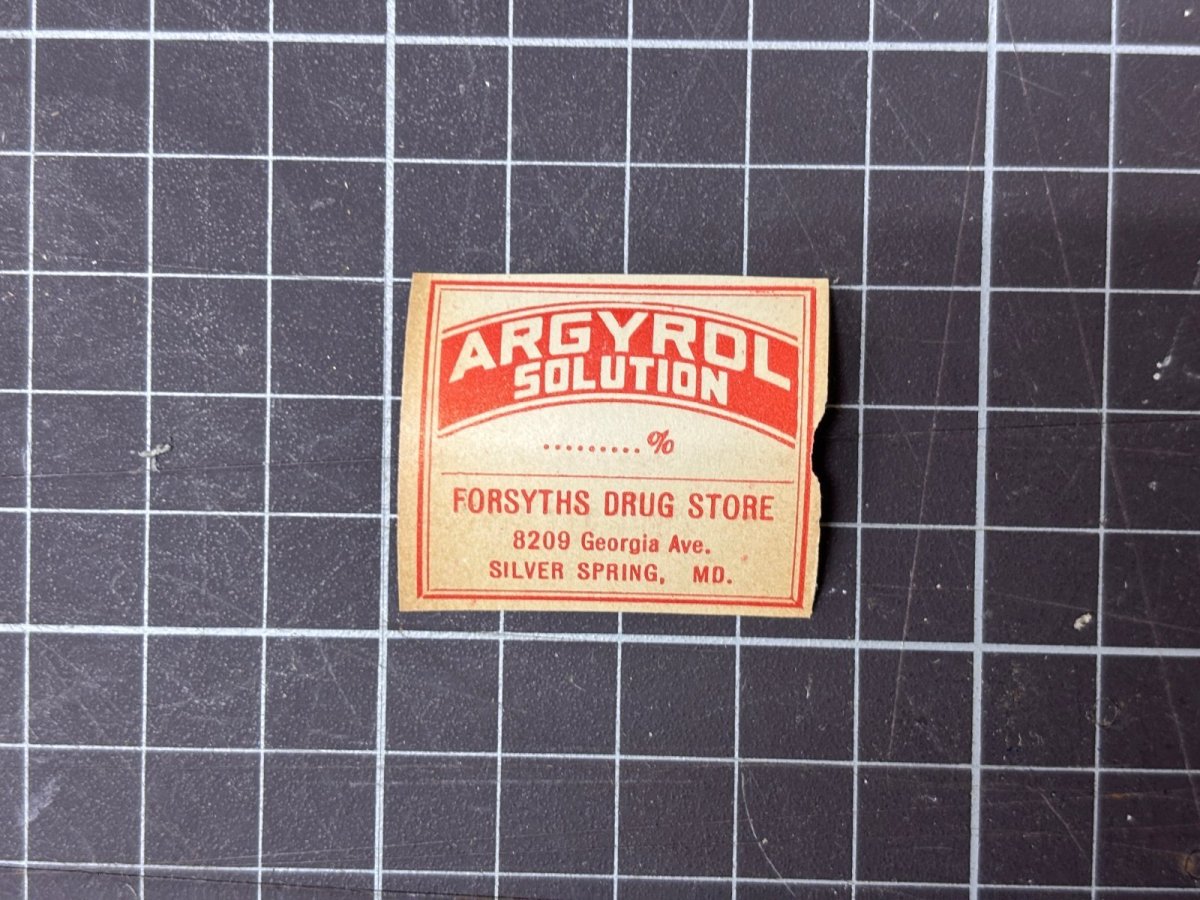 ARGYROL
SOLUTION
.........%
FORSYTHS DRUG STORE
8209 Georgia Ave.
SILVER SPRING, MD.